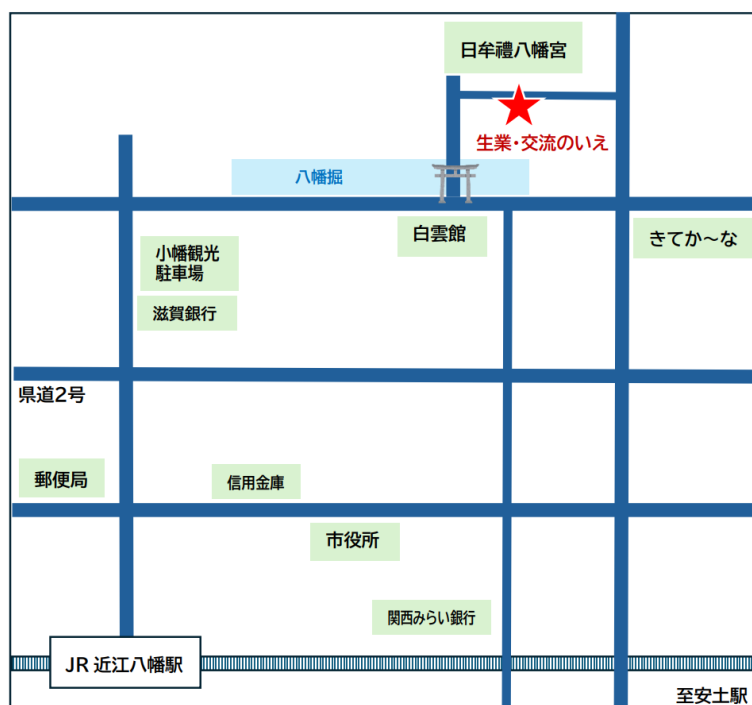 日牟禮八幡宮
生業・交流のいえ
八幡掘
白雲館
きてか～な
小幡観光
駐車場
滋賀銀行
県道2号
郵便局
信用金庫
市役所
関西みらい銀行
JR 近江八幡駅
至安土駅